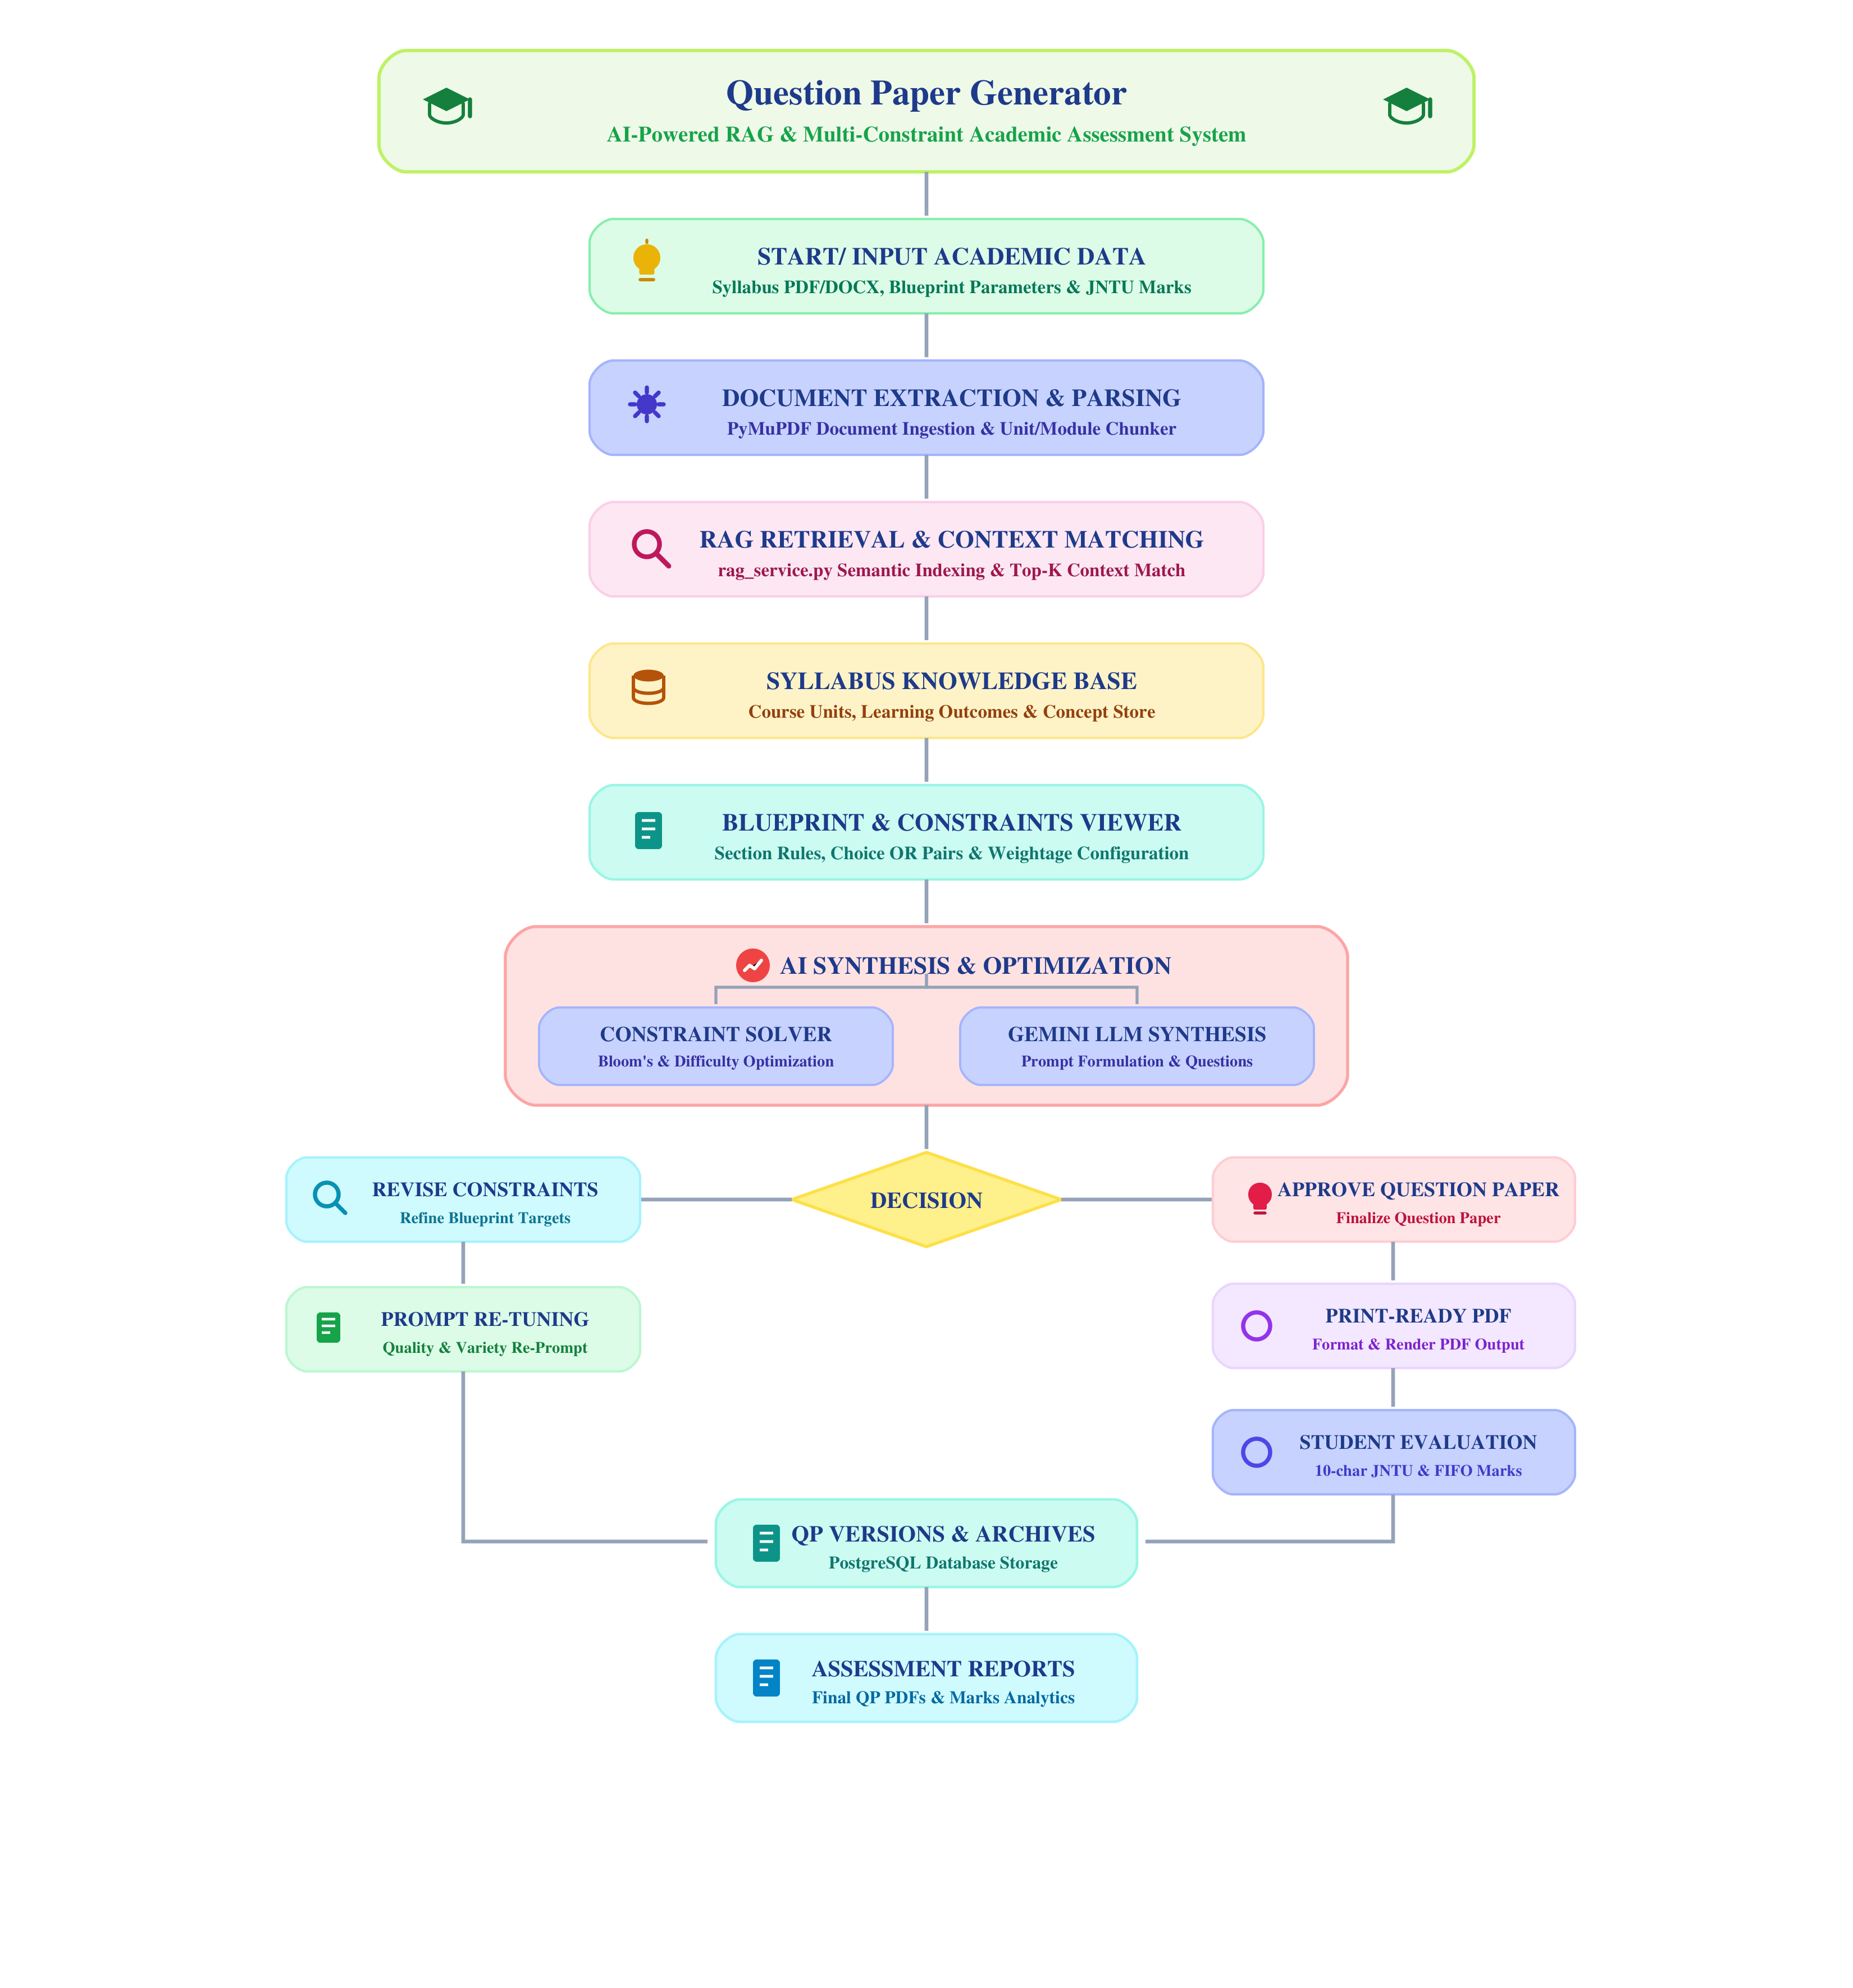 Question Paper Generator
AI-Powered RAG & Multi-Constraint Academic Assessment System
START/ INPUT ACADEMIC DATA
Syllabus PDF/DOCX, Blueprint Parameters & JNTU Marks
DOCUMENT EXTRACTION & PARSING
PyMuPDF Document Ingestion & Unit/Module Chunker
RAG RETRIEVAL & CONTEXT MATCHING
rag_service.py Semantic Indexing & Top-K Context Match
SYLLABUS KNOWLEDGE BASE
Course Units, Learning Outcomes & Concept Store
BLUEPRINT & CONSTRAINTS VIEWER
Section Rules, Choice OR Pairs & Weightage Configuration
AI SYNTHESIS & OPTIMIZATION
CONSTRAINT SOLVER
Bloom's & Difficulty Optimization
GEMINI LLM SYNTHESIS
Prompt Formulation & Questions
DECISION
REVISE CONSTRAINTS
Refine Blueprint Targets
APPROVE QUESTION PAPER
Finalize Question Paper
PROMPT RE-TUNING
Quality & Variety Re-Prompt
PRINT-READY PDF
Format & Render PDF Output
STUDENT EVALUATION
10-char JNTU & FIFO Marks
QP VERSIONS & ARCHIVES
PostgreSQL Database Storage
ASSESSMENT REPORTS
Final QP PDFs & Marks Analytics